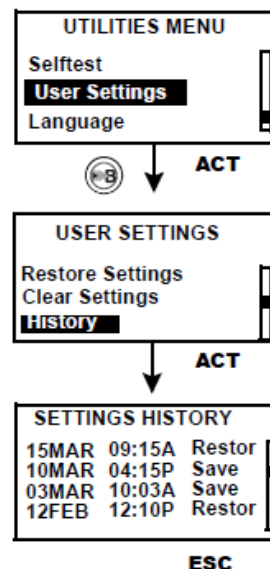 UTILITIES MENU
Selftest
User Settings
Language
ACT
USER SETTINGS
Restore Settings
Clear Settings
History
ACT
SETTINGS HISTORY
15MAR 09:15A Restor
10MAR 04:15P Save
03MAR 10:03A Save
12FEB 12:10P Restor
ESC